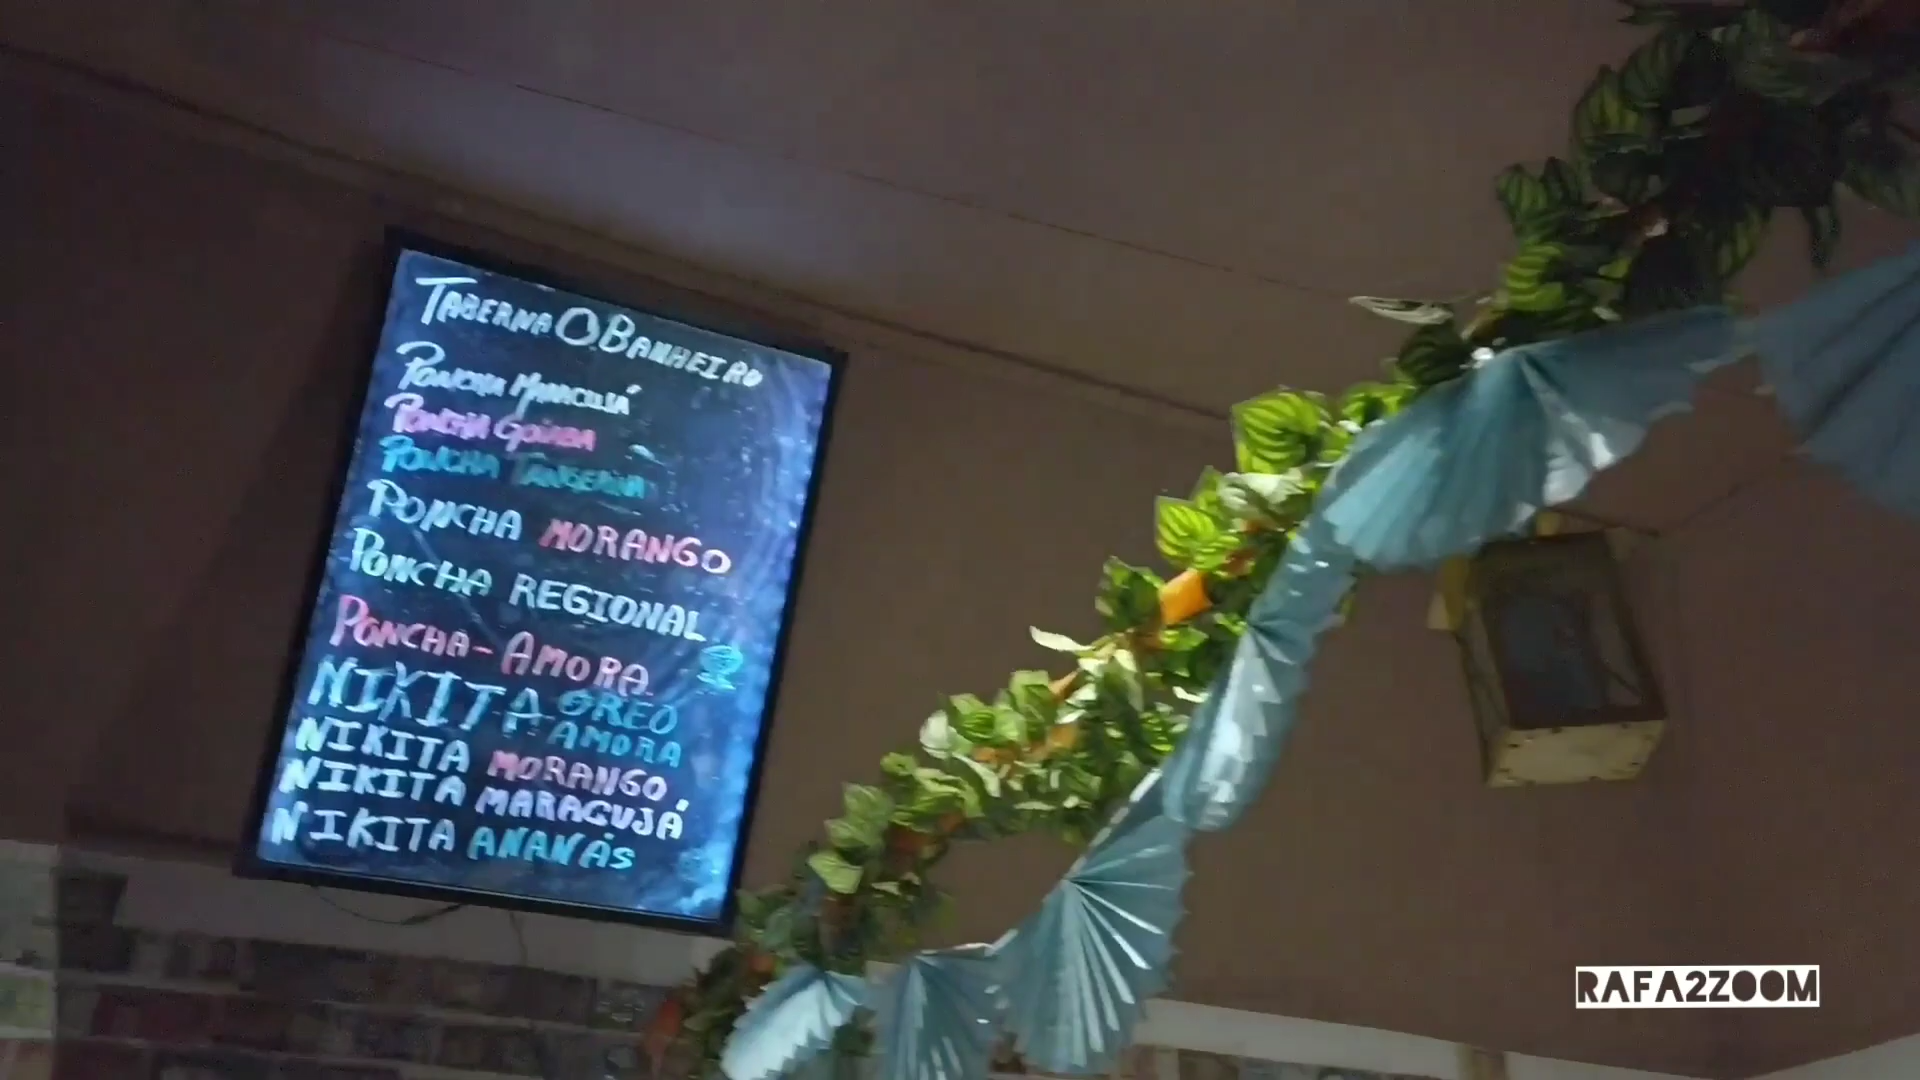 TABERNA O.BANHEIRO
PONCHA MARACUJÁ
PONCHA GOIABA
PONCHA TANGERINA
PONCHA MORANGO
PONCHA REGIONAL
PONCHA-AMORA
NIKITA OREO
AMORA
NIKITA MORANGO
NIKITA MARACUJÁ
NIKITA ANANÁS
RAFA2ZOOM